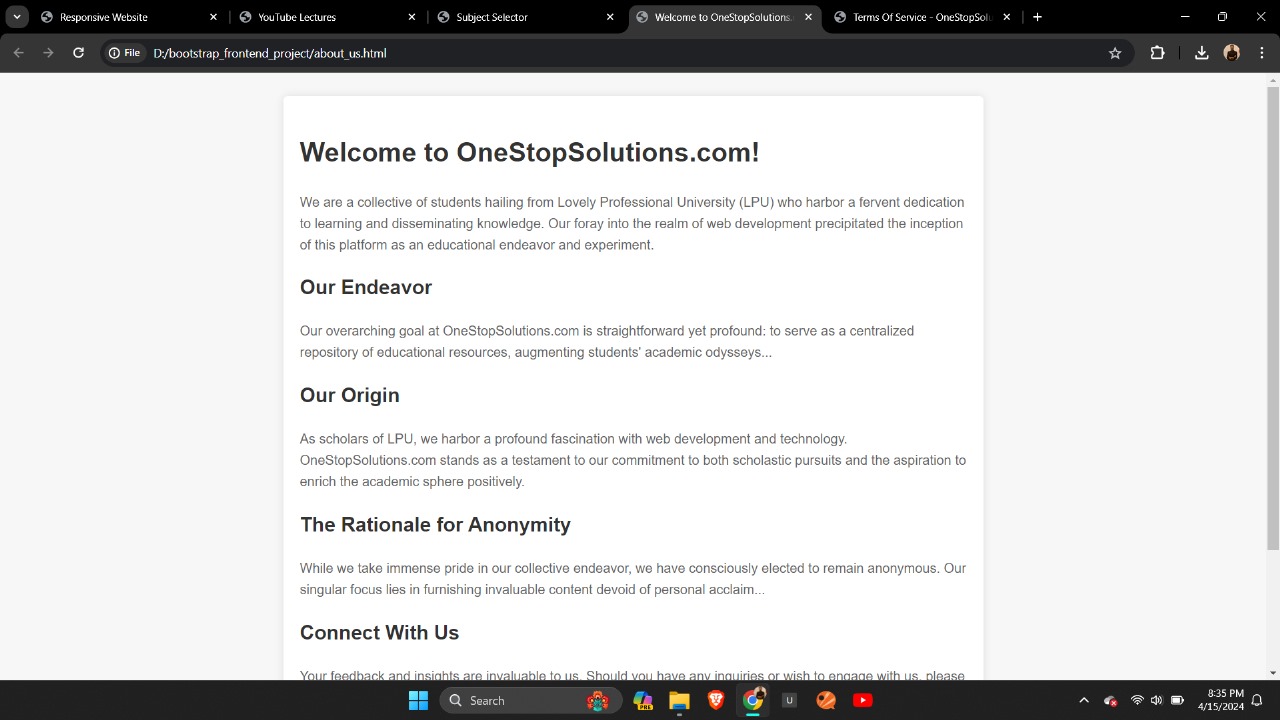 Responsive Website
YouTube Lectures
Subject Selector
Welcome to OneStopSolutions.
Terms Of Service - OneStopSolu
File
D:/bootstrap_frontend_project/about_us.html
Welcome to OneStopSolutions.com!
We are a collective of students hailing from Lovely Professional University (LPU) who harbor a fervent dedication
to learning and disseminating knowledge. Our foray into the realm of web development precipitated the inception
of this platform as an educational endeavor and experiment.
Our Endeavor
Our overarching goal at OneStopSolutions.com is straightforward yet profound: to serve as a centralized
repository of educational resources, augmenting students' academic odysseys...
Our Origin
As scholars of LPU, we harbor a profound fascination with web development and technology.
OneStopSolutions.com stands as a testament to our commitment to both scholastic pursuits and the aspiration to
enrich the academic sphere positively.
The Rationale for Anonymity
While we take immense pride in our collective endeavor, we have consciously elected to remain anonymous. Our
singular focus lies in furnishing invaluable content devoid of personal acclaim...
Connect With Us
Your feedback and insights are invaluable to us. Should you have any inquiries or wish to engage with us, please
Search
PRE
U
8:35 PM
4/15/2024